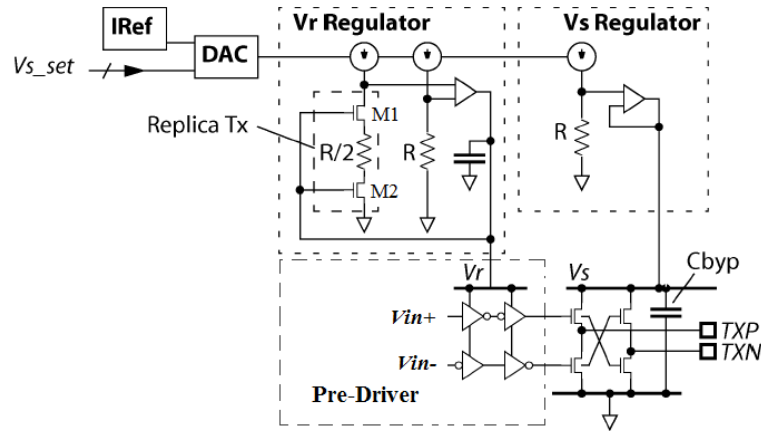 IRef
Vr Regulator
Vs Regulator
Vs_set
DAC
Replica Tx
M1
R/2
R
R
M2
Vr
Vs
Cbyp
Vin+
TXP
Vin-
TXN
Pre-Driver